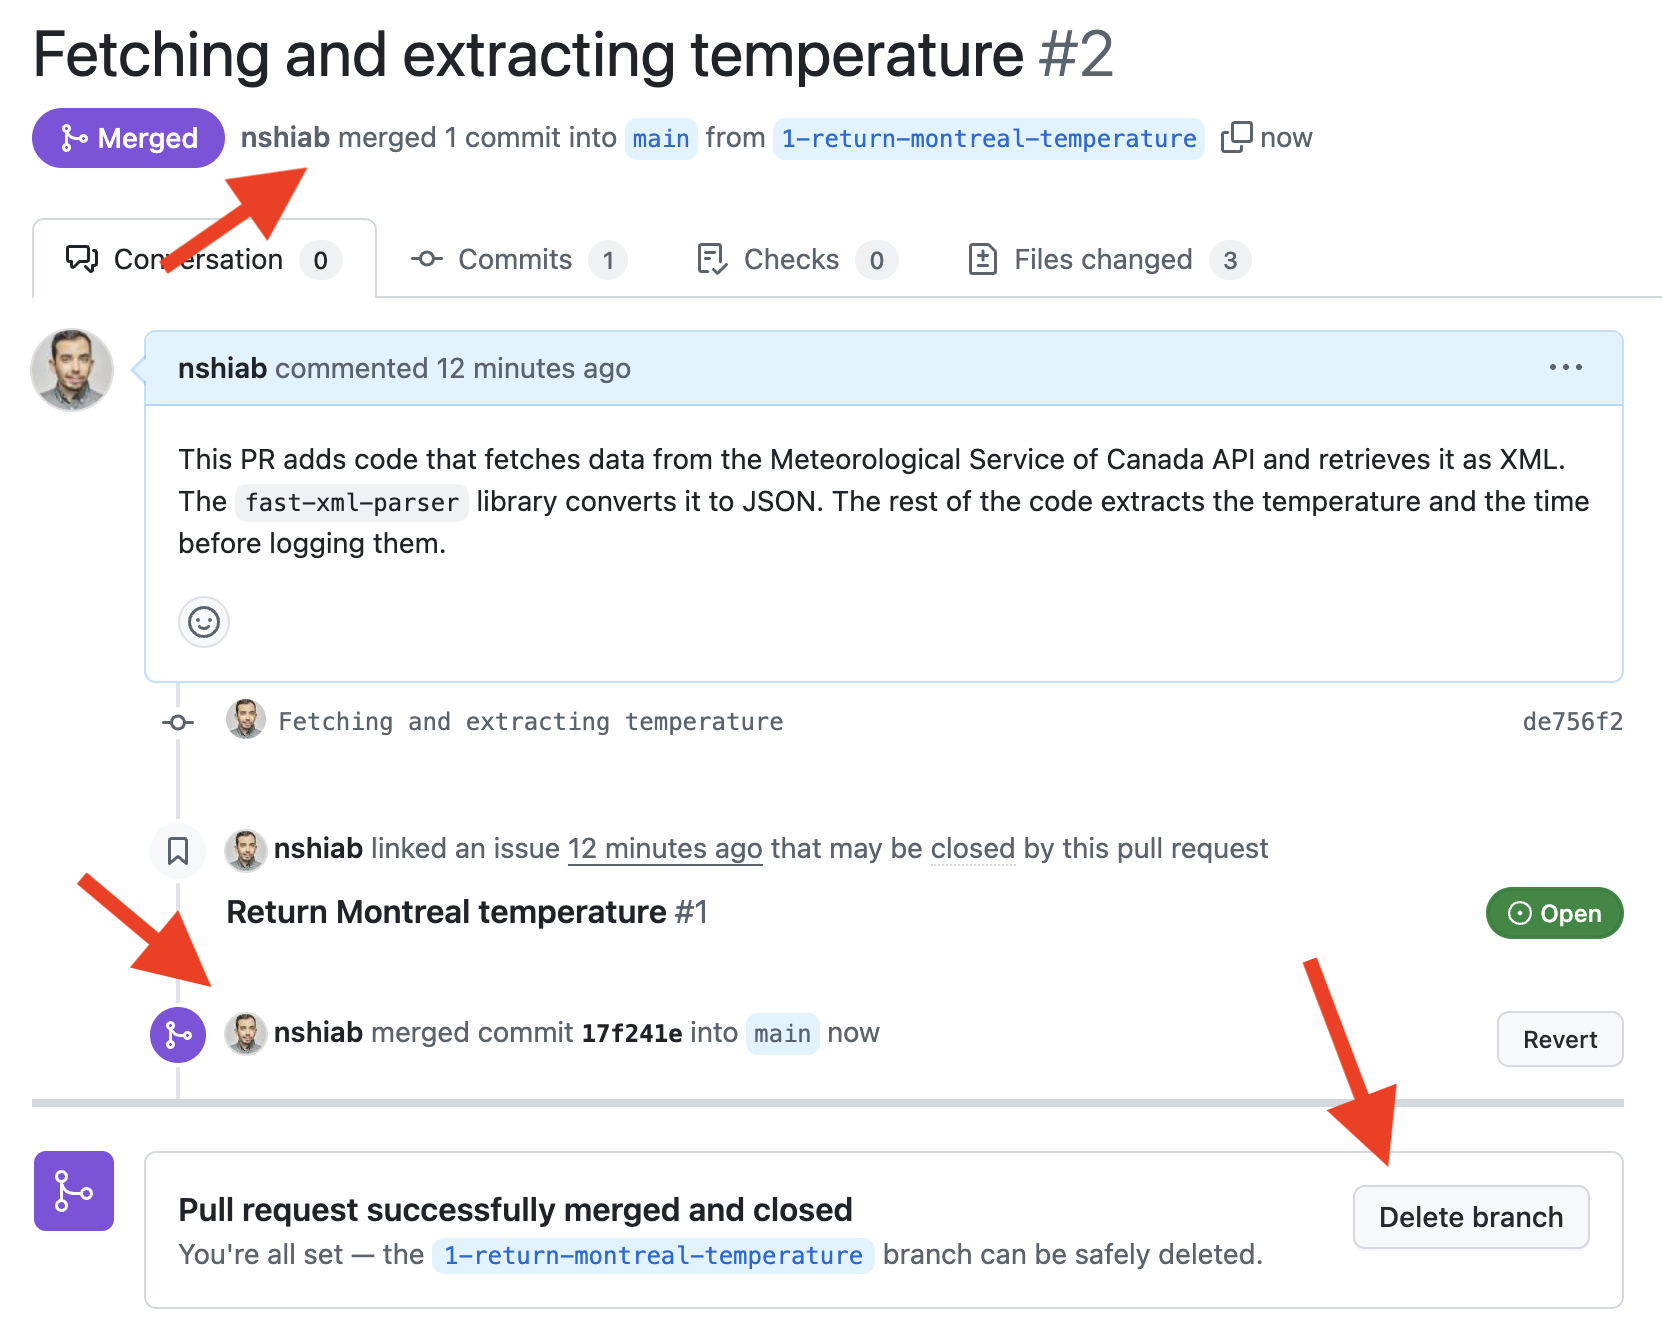 Fetching and extracting temperature #2
Merged nshiab merged 1 commit into main from 1-return-montreal-temperature now
Conversation 0 Commits 1 Checks 0 Files changed 3
nshiab commented 12 minutes ago
This PR adds code that fetches data from the Meteorological Service of Canada API and retrieves it as XML.
The fast-xml-parser library converts it to JSON. The rest of the code extracts the temperature and the time
before logging them.
Fetching and extracting temperature de756f2
nshiab linked an issue 12 minutes ago that may be closed by this pull request
Return Montreal temperature #1 Open
nshiab merged commit 17f241e into main now Revert
Pull request successfully merged and closed
Delete branch
You're all set — the 1-return-montreal-temperature branch can be safely deleted.